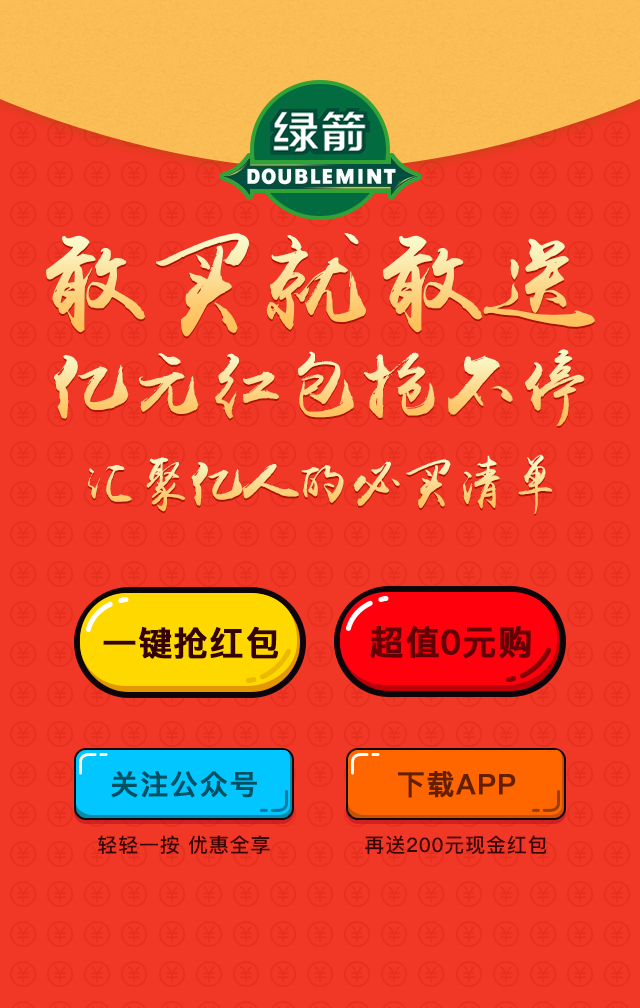 绿箭
DOUBLEMINT
敢买就敢送
亿元红包抢不停
汇聚亿人的必买清单
一键抢红包
超值0元购
关注公众号
下载APP
轻轻一按 优惠全享
再送200元现金红包